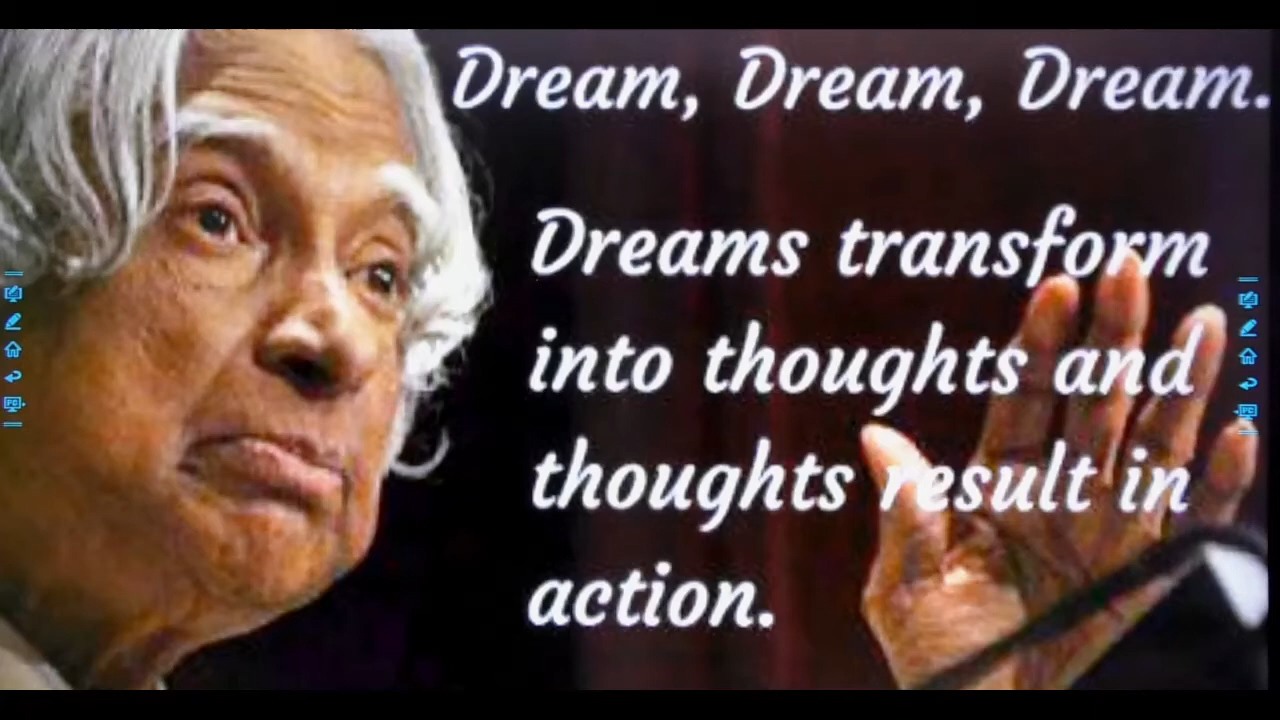 Dream, Dream, Dream.
Dreams transform
into thoughts and
thoughts result in
action.